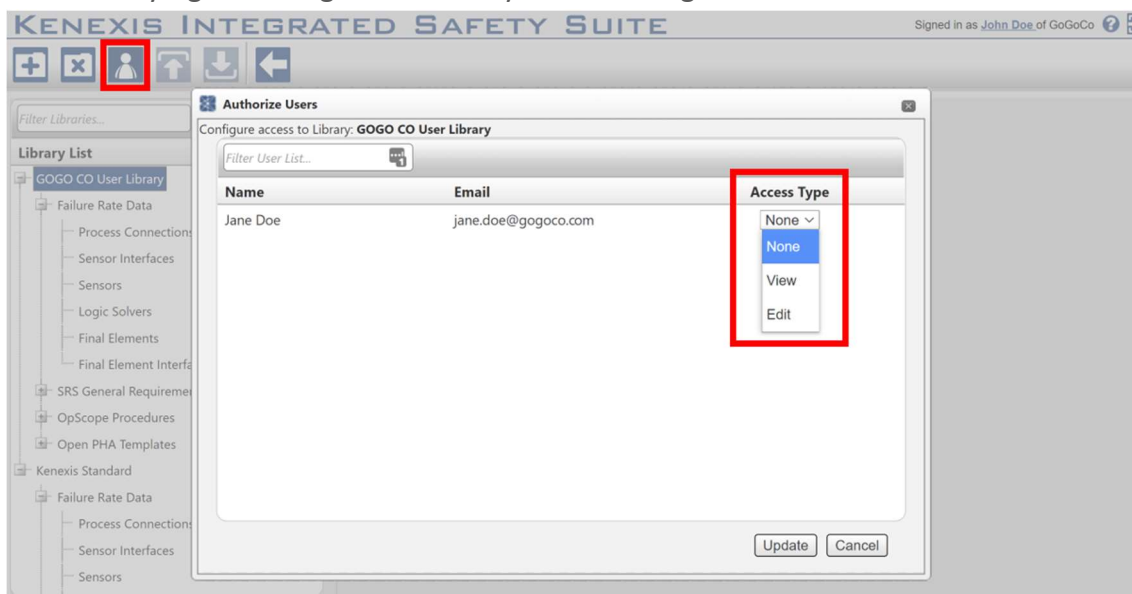 KENEXIS INTEGRATED SAFETY SUITE
Signed in as John Doe of GoGoCo
Authorize Users
Filter Libraries...
Configure access to Library: GOGO CO User Library
Library List
Filter User List...
GOGO CO User Library
Name Email Access Type
Failure Rate Data
Jane Doe jane.doe@gogoco.com None
Process Connections
None
Sensor Interfaces
View
Sensors
Logic Solvers
Edit
Final Elements
Final Element Interfa
SRS General Requiremen
OpScope Procedures
Open PHA Templates
Kenexis Standard
Failure Rate Data
Process Connections
Update Cancel
Sensor Interfaces
Sensors